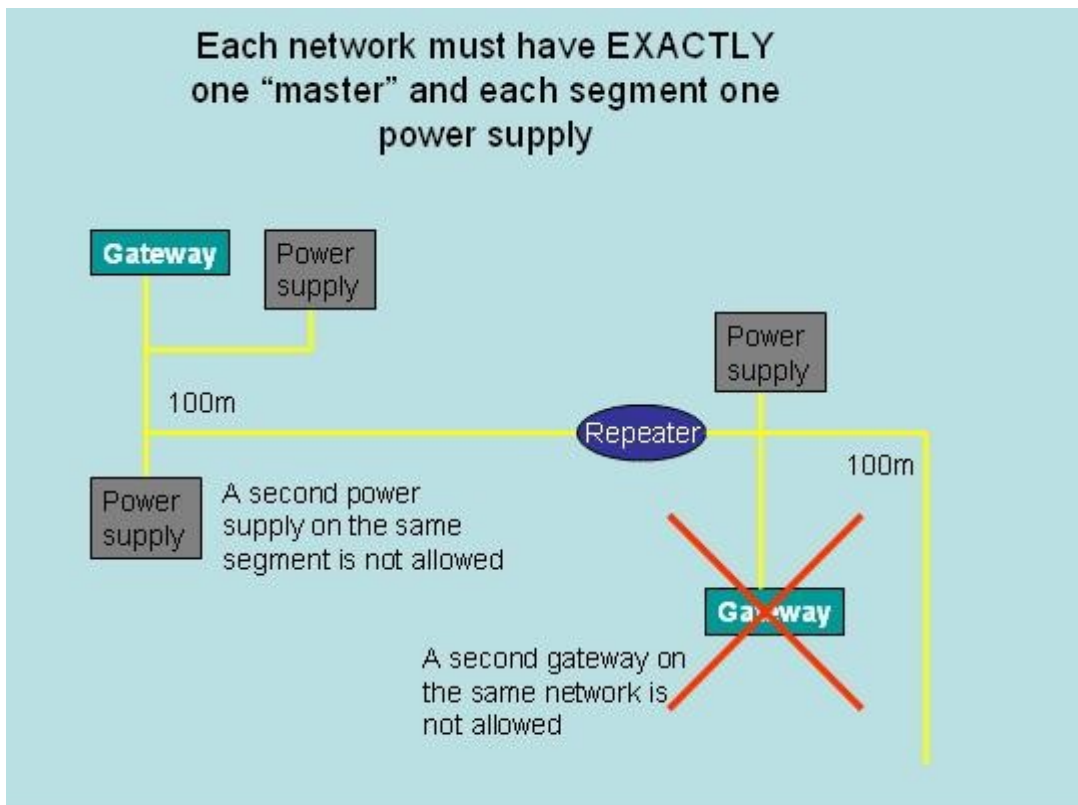 Each network must have EXACTLY
one “master” and each segment one
power supply
Gateway
Power
supply
Power
supply
100m
Repeater
100m
Power
supply
A second power
supply on the same
segment is not allowed
Gateway
A second gateway on
the same network is
not allowed